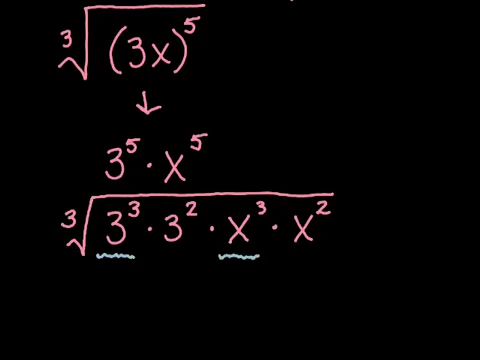 ∛(3x)⁵
↓
3⁵ · x⁵
∛3³ · 3² · x³ · x²